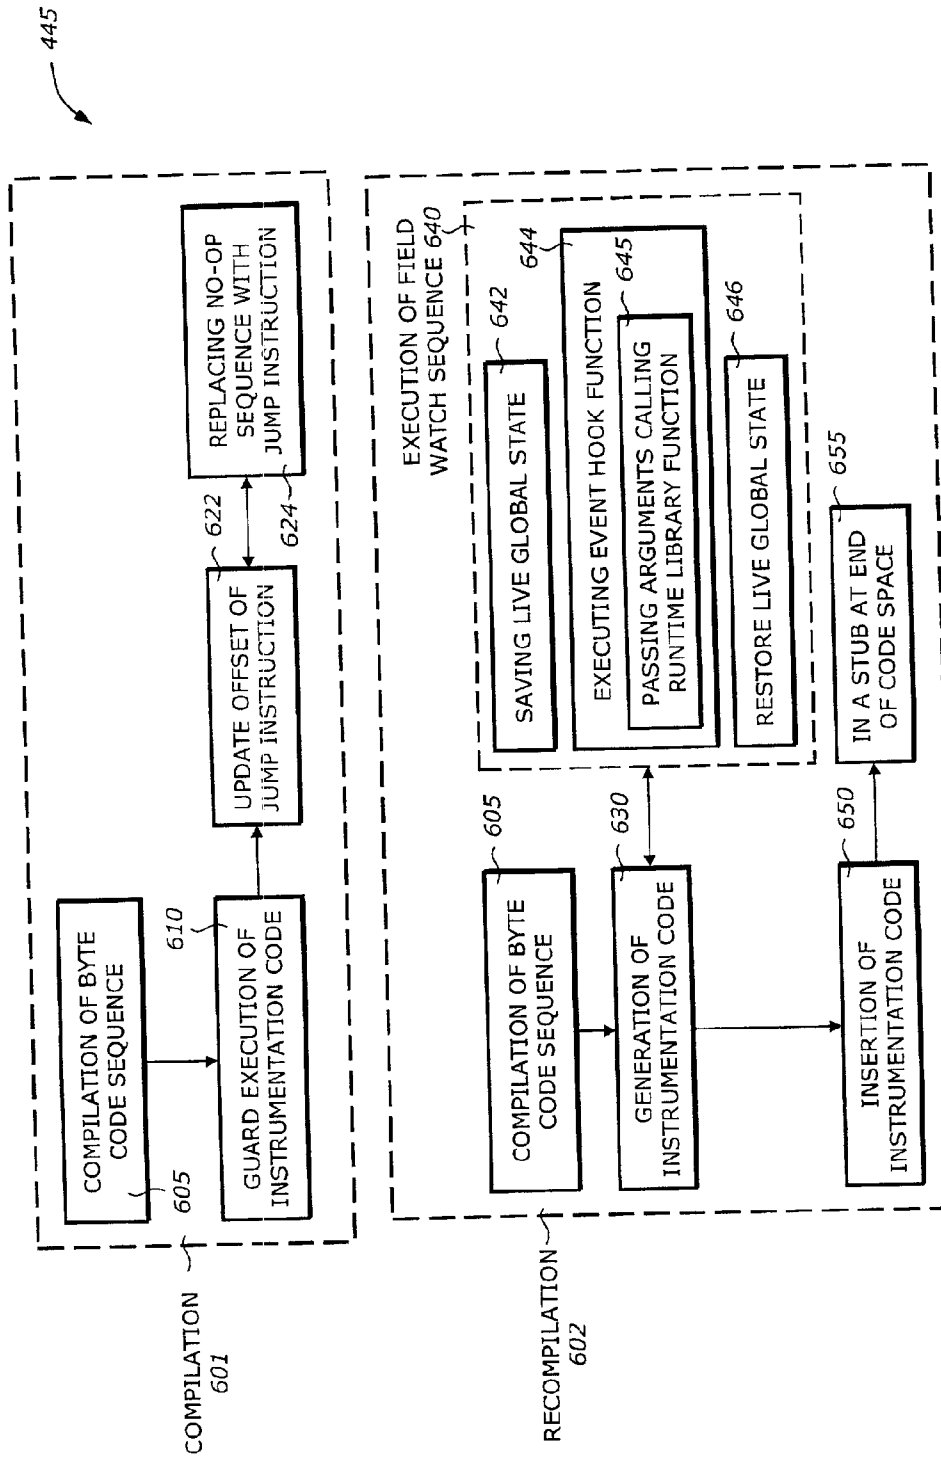 445
COMPILATION
601
COMPILATION OF BYTE
CODE SEQUENCE
605
GUARD EXECUTION OF
INSTRUMENTATION CODE
610
UPDATE OFFSET OF
JUMP INSTRUCTION
622
REPLACING NO-OP
SEQUENCE WITH
JUMP INSTRUCTION
624
RECOMPILATION
602
COMPILATION OF BYTE
CODE SEQUENCE
605
GENERATION OF
INSTRUMENTATION CODE
630
EXECUTION OF FIELD
WATCH SEQUENCE 640
SAVING LIVE GLOBAL STATE
642
EXECUTING EVENT HOOK FUNCTION
644
PASSING ARGUMENTS CALLING
RUNTIME LIBRARY FUNCTION
645
RESTORE LIVE GLOBAL STATE
646
INSERTION OF
INSTRUMENTATION CODE
650
IN A STUB AT END
OF CODE SPACE
655